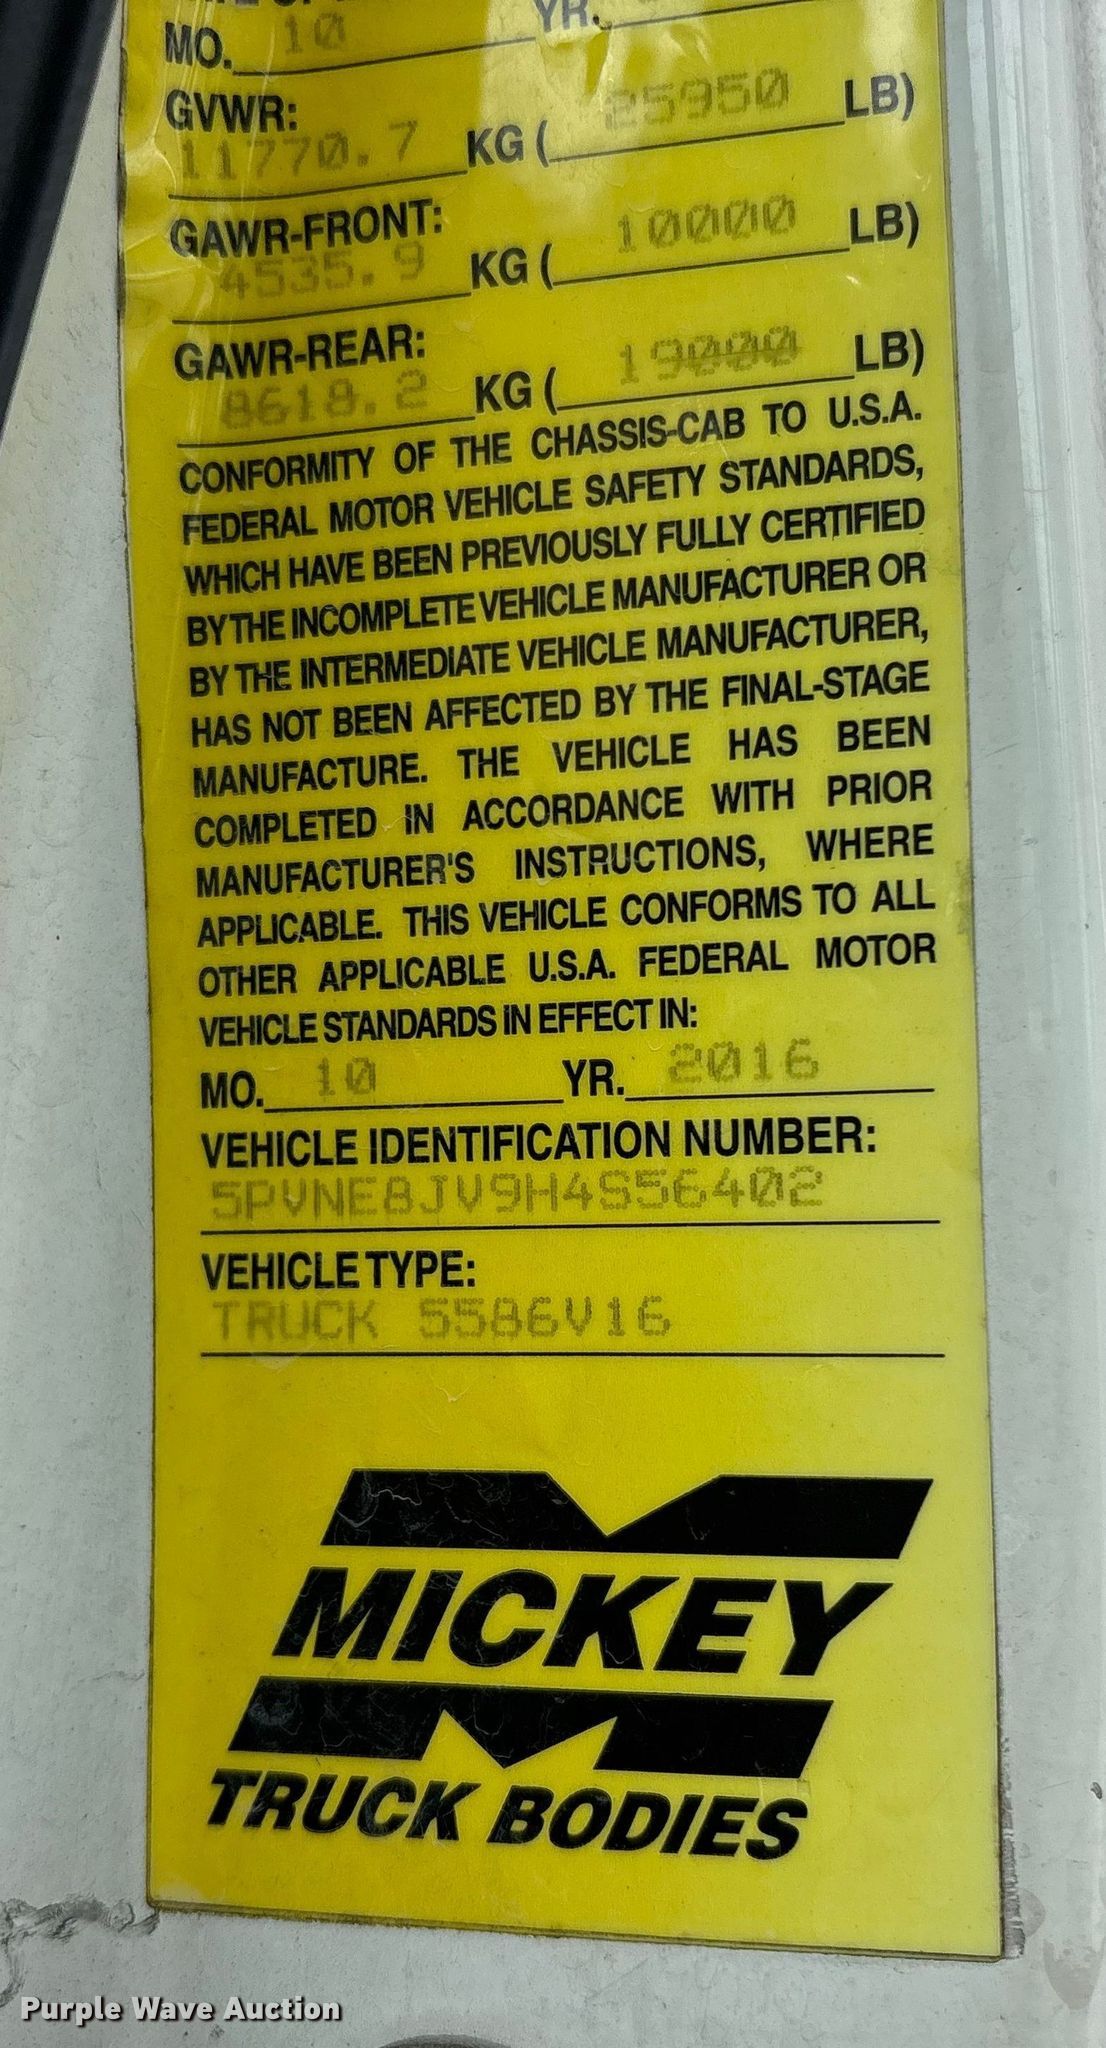 MO. 10 YR.
GVWR:
11770.7 KG ( 25950 LB)
GAWR-FRONT:
4535.9 KG ( 10000 LB)
GAWR-REAR:
8618.2 KG ( 19000 LB)
CONFORMITY OF THE CHASSIS-CAB TO U.S.A.
FEDERAL MOTOR VEHICLE SAFETY STANDARDS,
WHICH HAVE BEEN PREVIOUSLY FULLY CERTIFIED
BY THE INCOMPLETE VEHICLE MANUFACTURER OR
BY THE INTERMEDIATE VEHICLE MANUFACTURER,
HAS NOT BEEN AFFECTED BY THE FINAL-STAGE
MANUFACTURE. THE VEHICLE HAS BEEN
COMPLETED IN ACCORDANCE WITH PRIOR
MANUFACTURER'S INSTRUCTIONS, WHERE
APPLICABLE. THIS VEHICLE CONFORMS TO ALL
OTHER APPLICABLE U.S.A. FEDERAL MOTOR
VEHICLE STANDARDS IN EFFECT IN:
MO. 10 YR. 2016
VEHICLE IDENTIFICATION NUMBER:
5PVNE8JV9H4S56402
VEHICLE TYPE:
TRUCK 5586V16
MICKEY
TRUCK BODIES
Purple Wave Auction